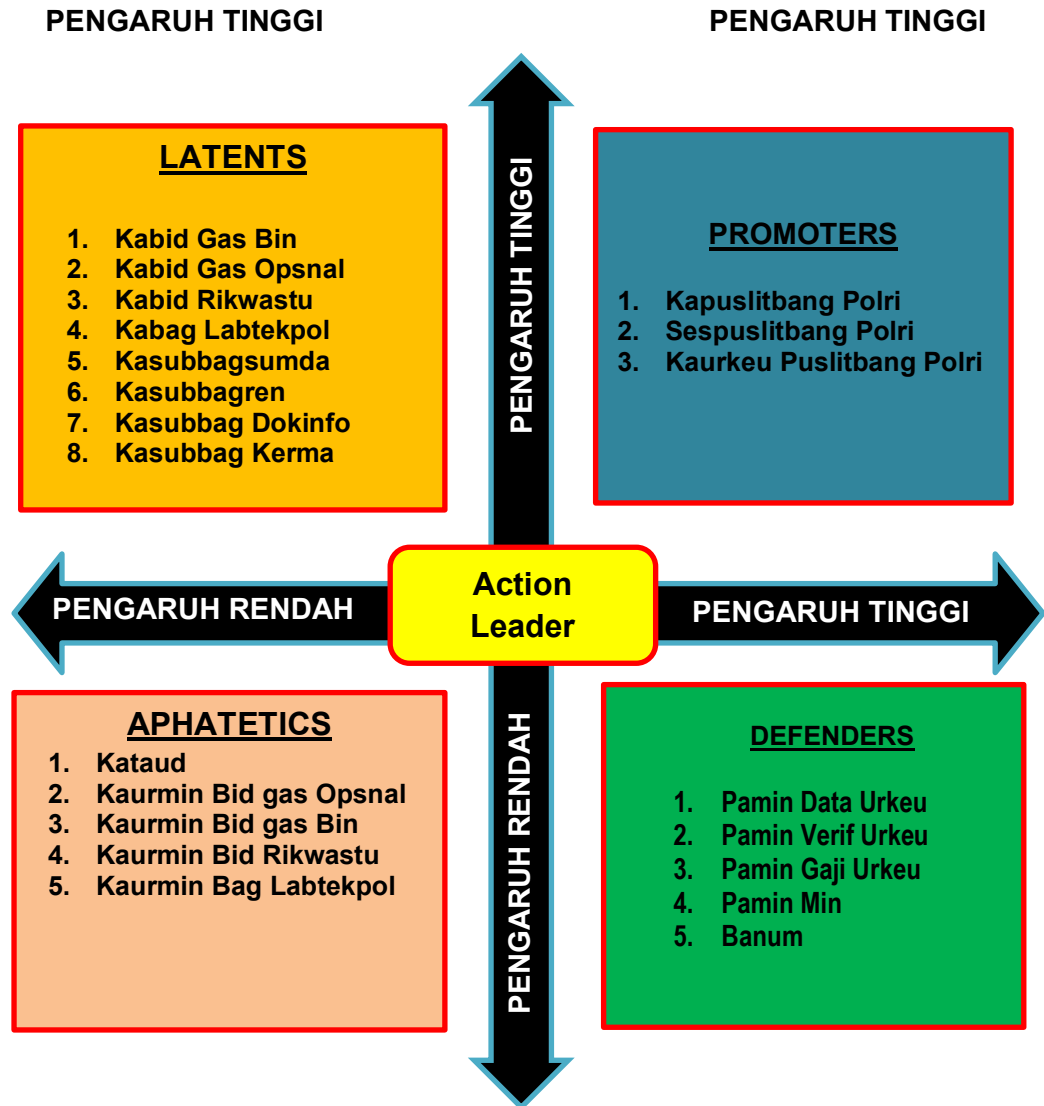 PENGARUH TINGGI
PENGARUH TINGGI
LATENTS
1. Kabid Gas Bin
2. Kabid Gas Opsnal
3. Kabid Rikwastu
4. Kabag Labtekpol
5. Kasubbagsumda
6. Kasubbagren
7. Kasubbag Dokinfo
8. Kasubbag Kerma
PENGARUH TINGGI
PROMOTERS
1. Kapuslitbang Polri
2. Sespuslitbang Polri
3. Kaurkeu Puslitbang Polri
PENGARUH RENDAH
Action
Leader
PENGARUH TINGGI
APHATETICS
1. Kataud
2. Kaurmin Bid gas Opsnal
3. Kaurmin Bid gas Bin
4. Kaurmin Bid Rikwastu
5. Kaurmin Bag Labtekpol
PENGARUH RENDAH
DEFENDERS
1. Pamin Data Urkeu
2. Pamin Verif Urkeu
3. Pamin Gaji Urkeu
4. Pamin Min
5. Banum